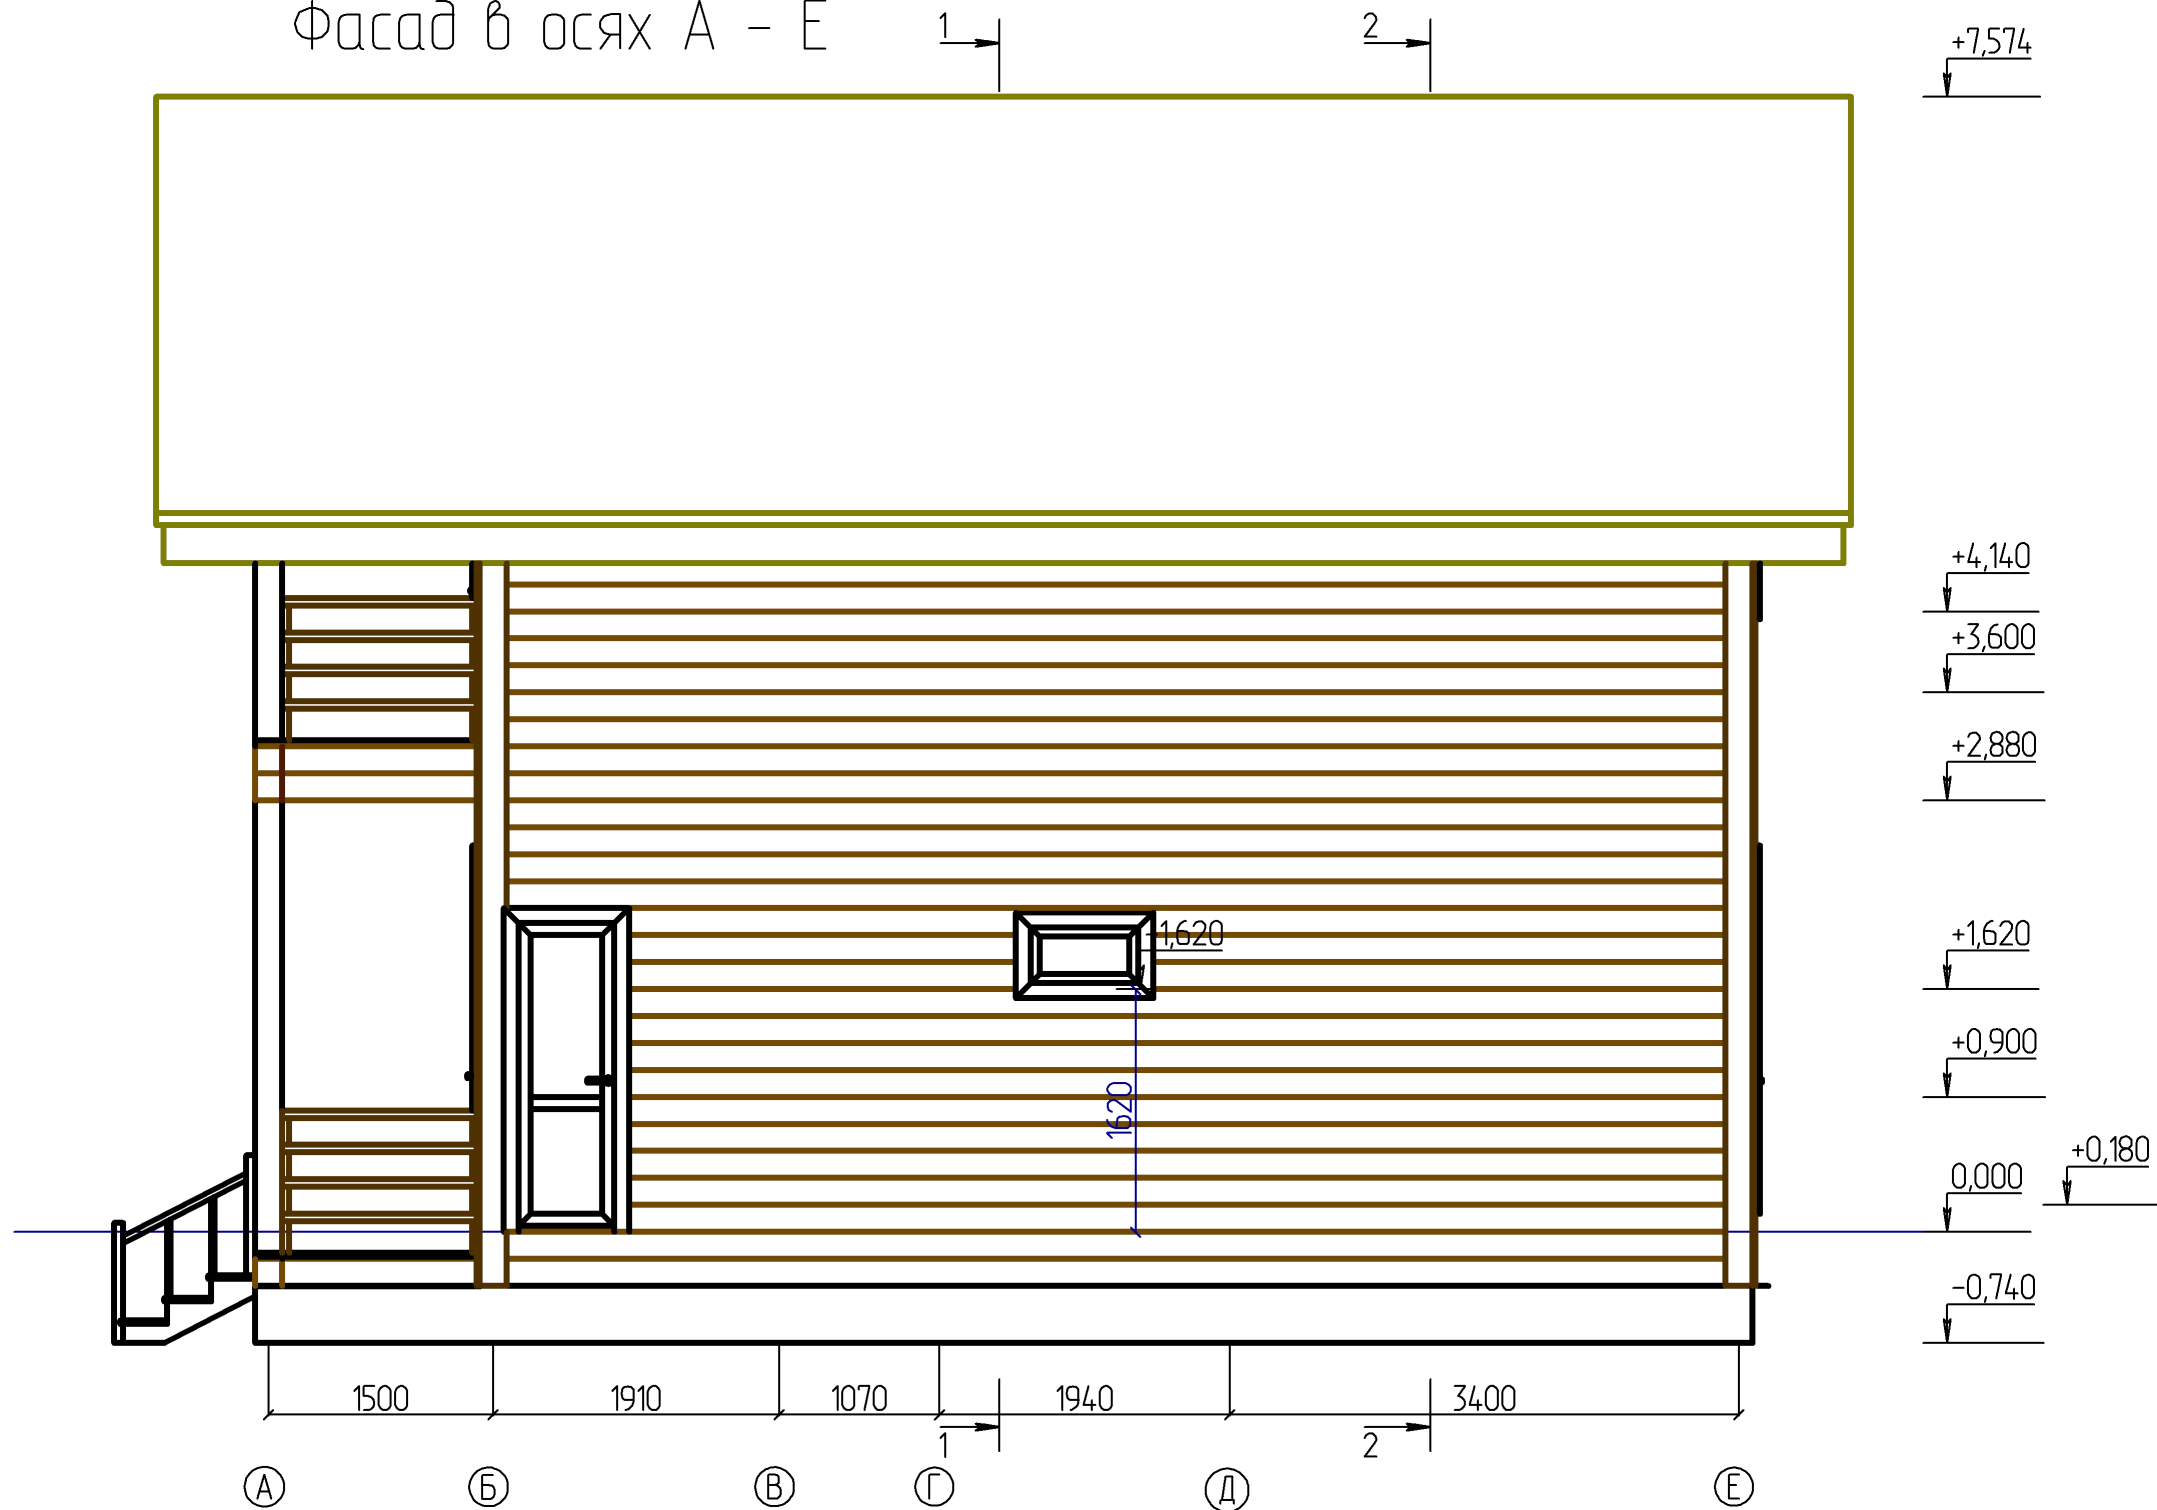 Фасад в осях А - Е
1
2
+7,574
+4,140
+3,600
+2,880
+1,620
+1,620
+0,900
1620
+0,180
0,000
-0,740
1500
1910
1070
1940
3400
1
2
А
Б
В
Г
Д
Е